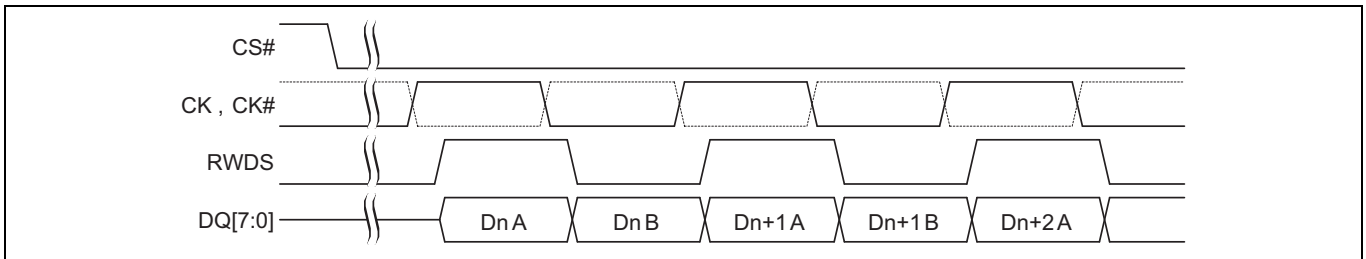 CS#
CK , CK#
RWDS
DQ[7:0] Dn A Dn B Dn+1 A Dn+1 B Dn+2 A